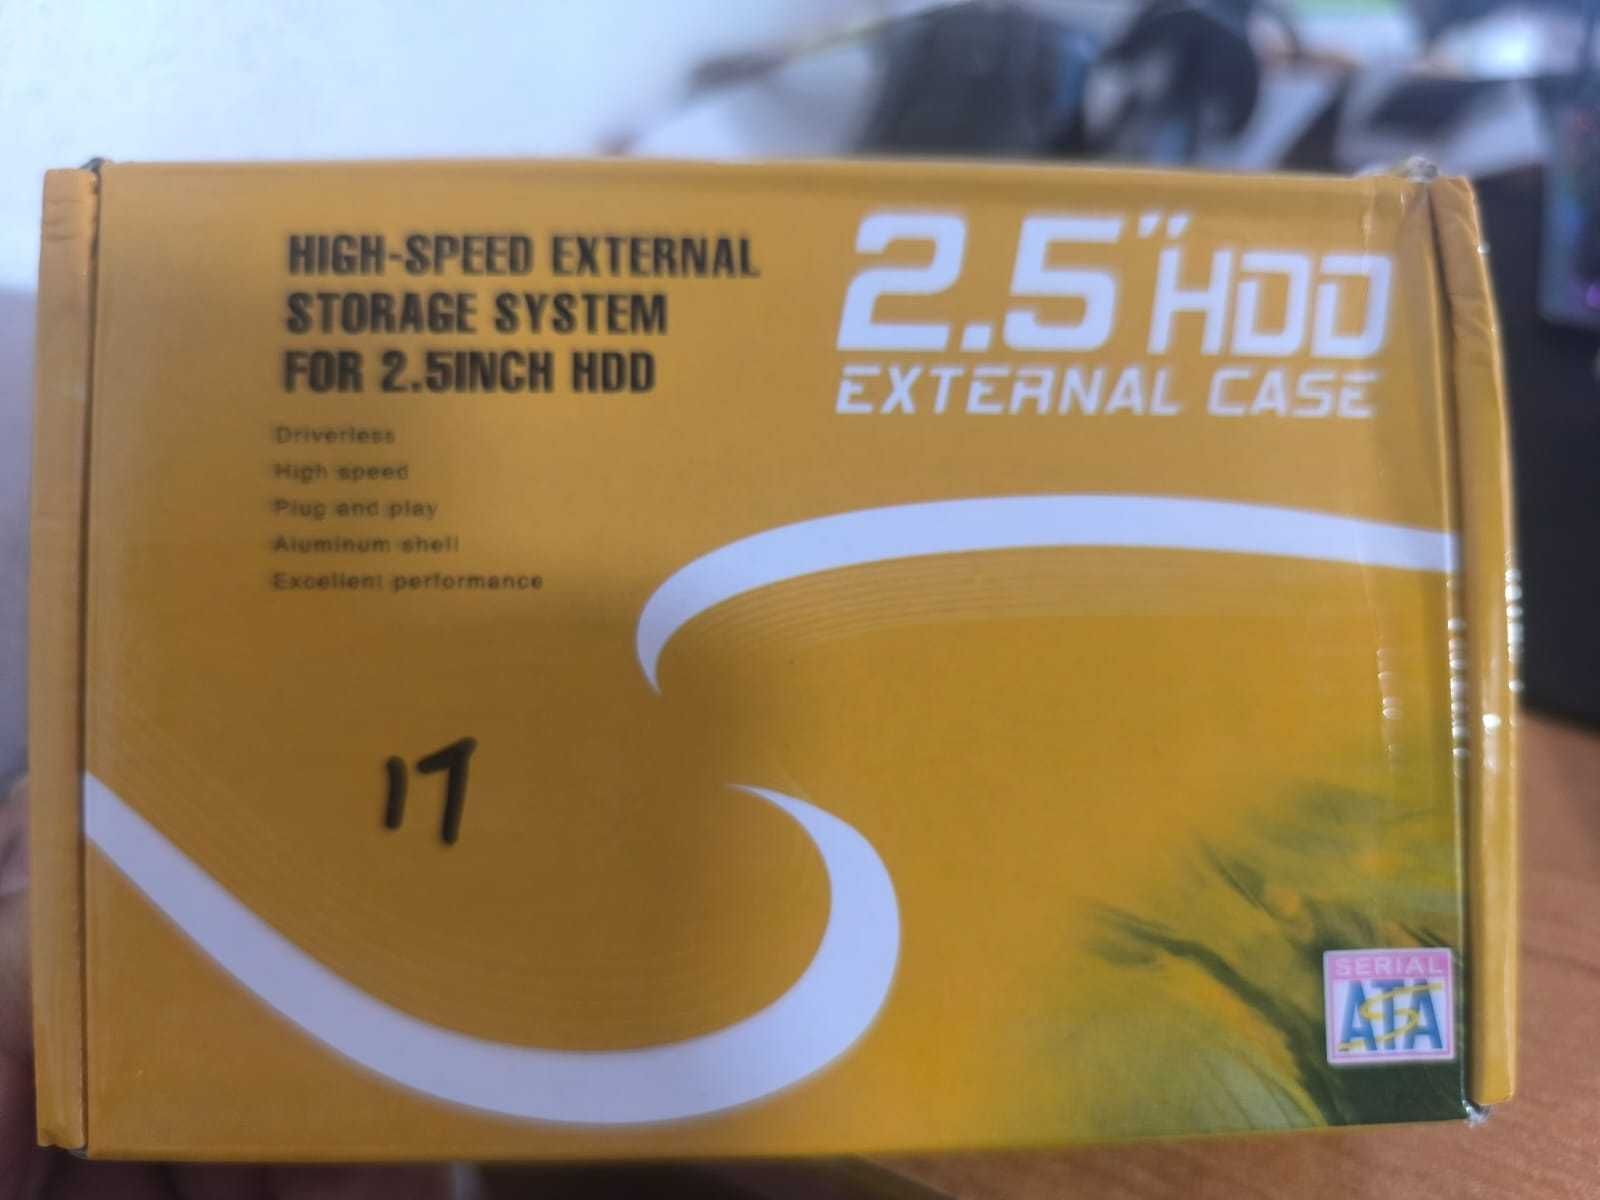 HIGH-SPEED EXTERNAL
STORAGE SYSTEM
FOR 2.5INCH HDD
Driverless
High speed
Plug and play
Aluminum shell
Excellent performance
2.5" HDD
EXTERNAL CASE
17
SERIAL
ATA